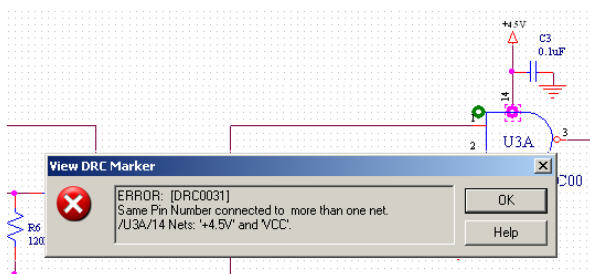 +4.5V
C3
0.1uF
14
1
2
U3A
3
View DRC Marker
ERROR: [DRC0031]
Same Pin Number connected to more than one net.
/U3A/14 Nets: '+4.5V' and 'VCC'.
OK
Help
C00
R6
120